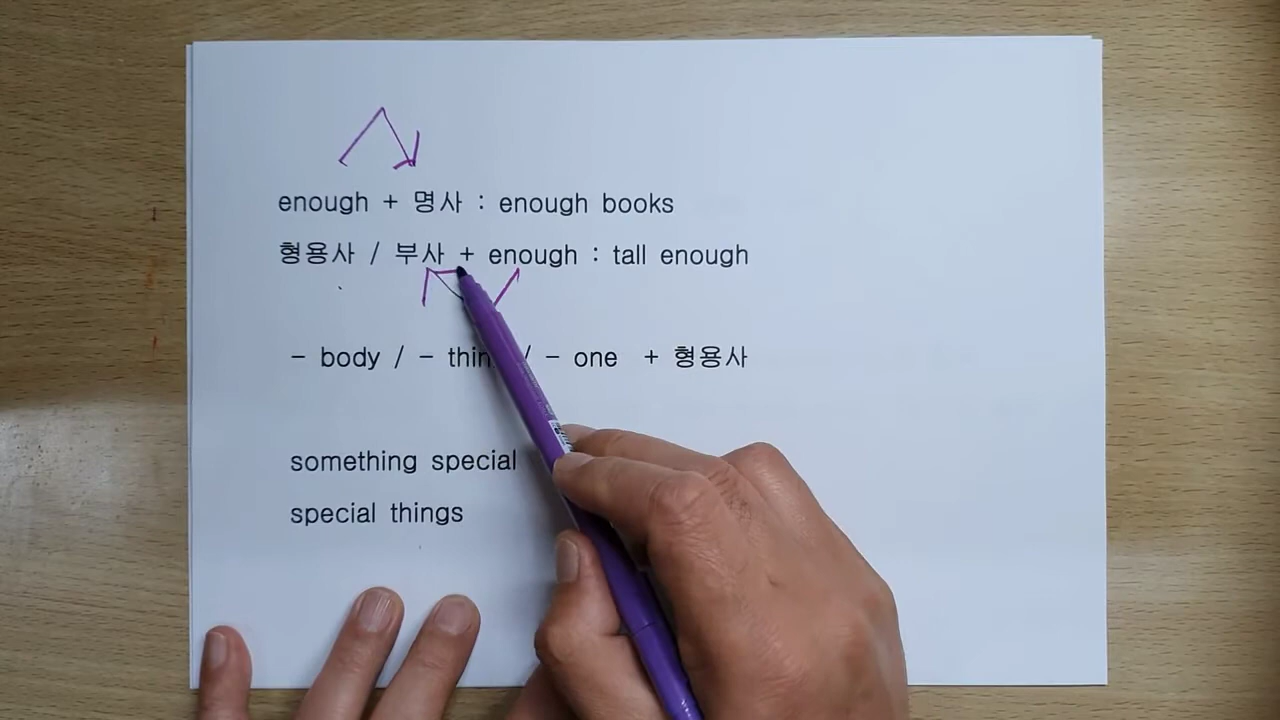 enough + 명사 : enough books
형용사 / 부사 + enough : tall enough
- body / - thin / - one + 형용사
something special
special things